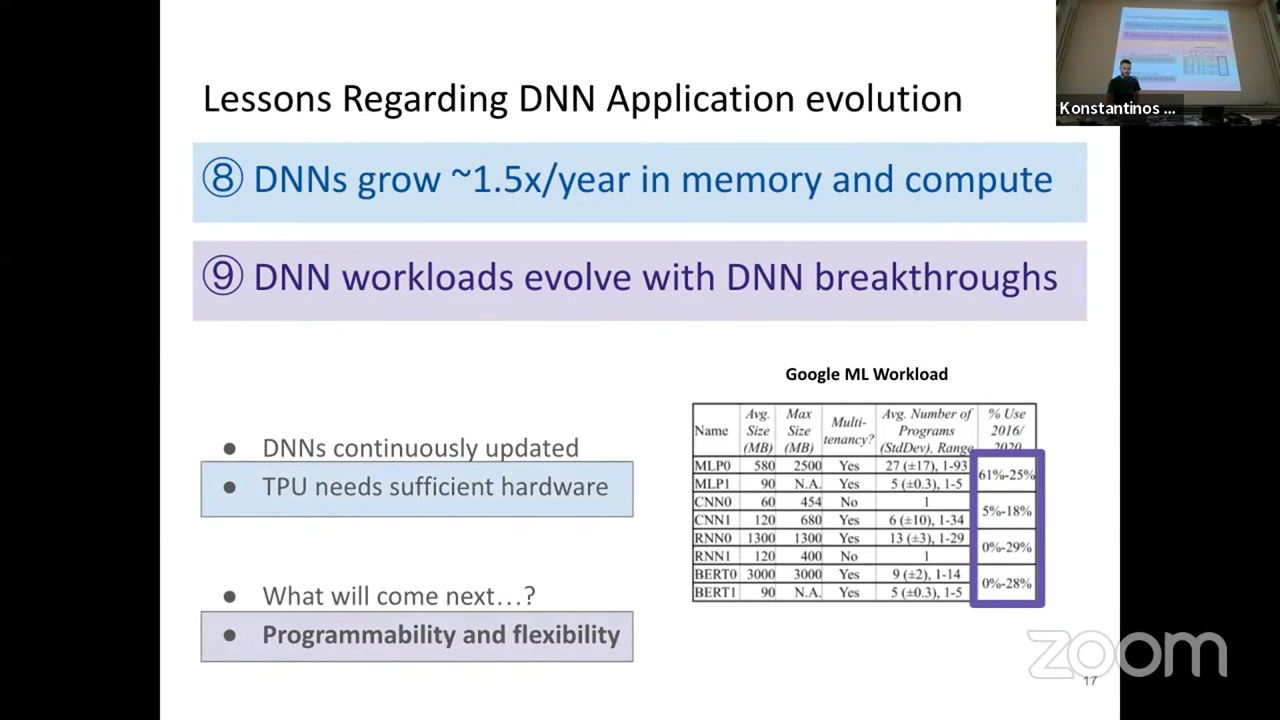 Lessons Regarding DNN Application evolution
Konstantinos ...
⑧ DNNs grow ~1.5x/year in memory and compute
⑨ DNN workloads evolve with DNN breakthroughs
● DNNs continuously updated
● TPU needs sufficient hardware
● What will come next…?
● Programmability and flexibility
Google ML Workload
Name Avg. Size (MB) Max Size (MB) Multi-tenancy? Avg. Number of Programs (StdDev), Range % Use 2016/2020
MLP0 580 2500 Yes 27 (±17), 1-93 61%-25%
MLP1 90 N.A. Yes 5 (±0.3), 1-5
CNN0 60 454 No 1 5%-18%
CNN1 120 680 Yes 6 (±10), 1-34
RNN0 1300 1300 Yes 13 (±3), 1-29 0%-29%
RNN1 120 400 No 1
BERT0 3000 3000 Yes 9 (±2), 1-14 0%-28%
BERT1 90 N.A. Yes 5 (±0.3), 1-5
zoom
17